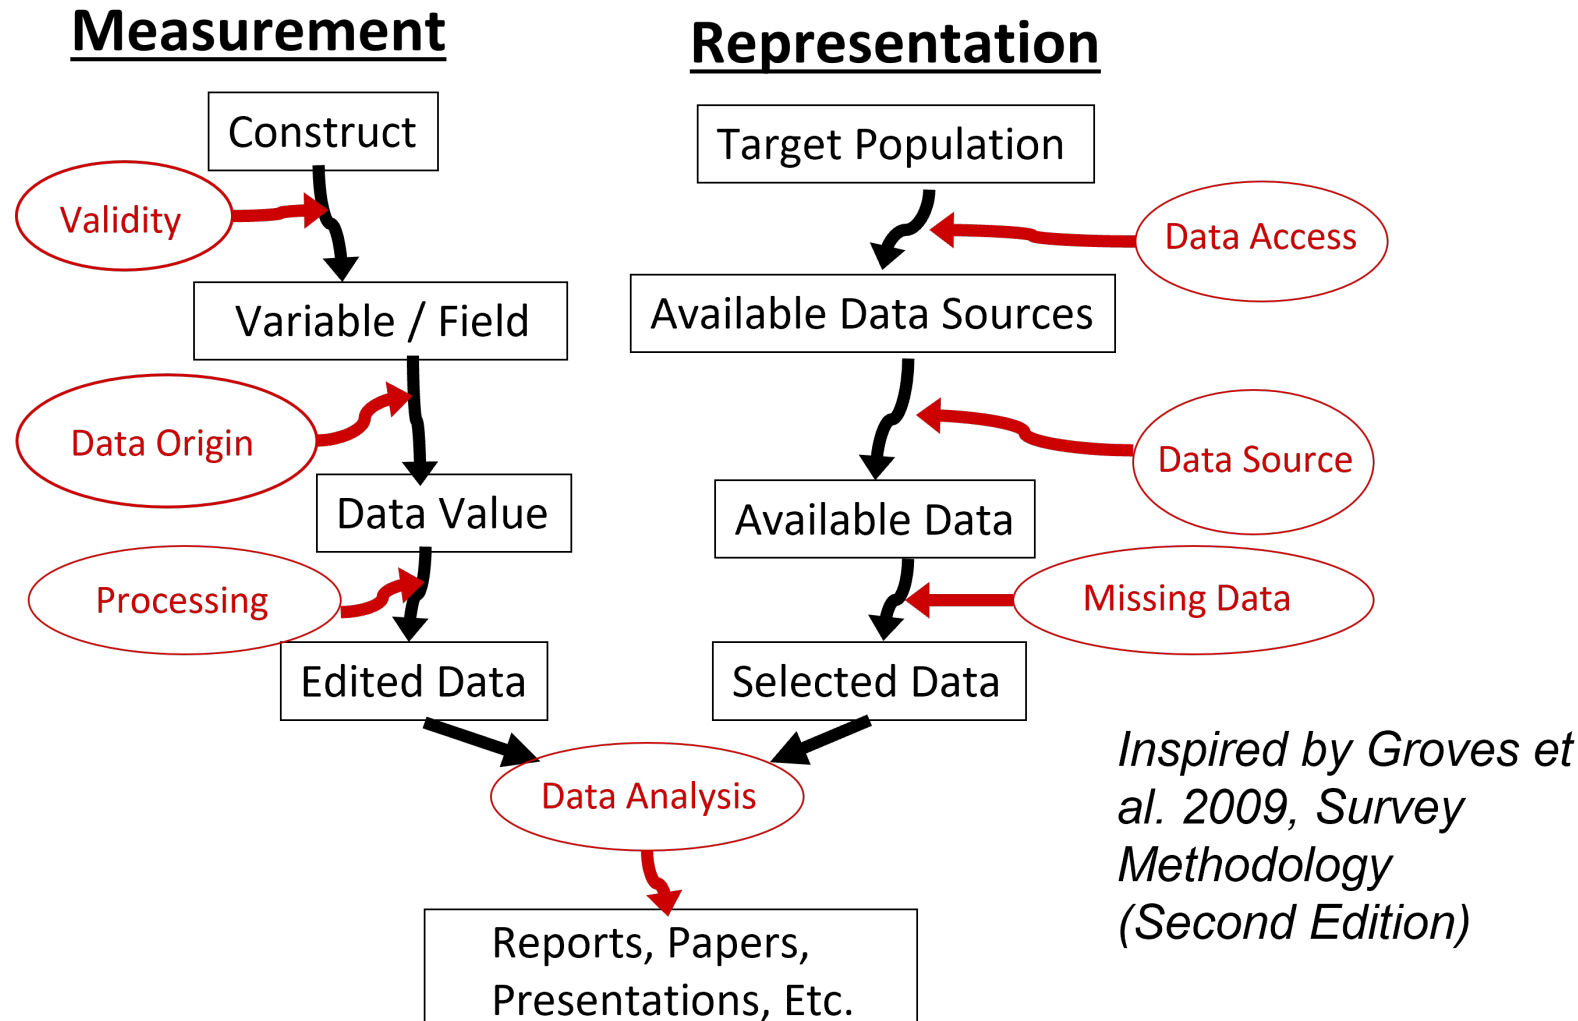 Measurement
Representation
Construct
Target Population
Validity
Data Access
Variable / Field
Available Data Sources
Data Origin
Data Source
Data Value
Available Data
Processing
Missing Data
Edited Data
Selected Data
Data Analysis
Inspired by Groves et
al. 2009, Survey
Methodology
(Second Edition)
Reports, Papers,
Presentations, Etc.